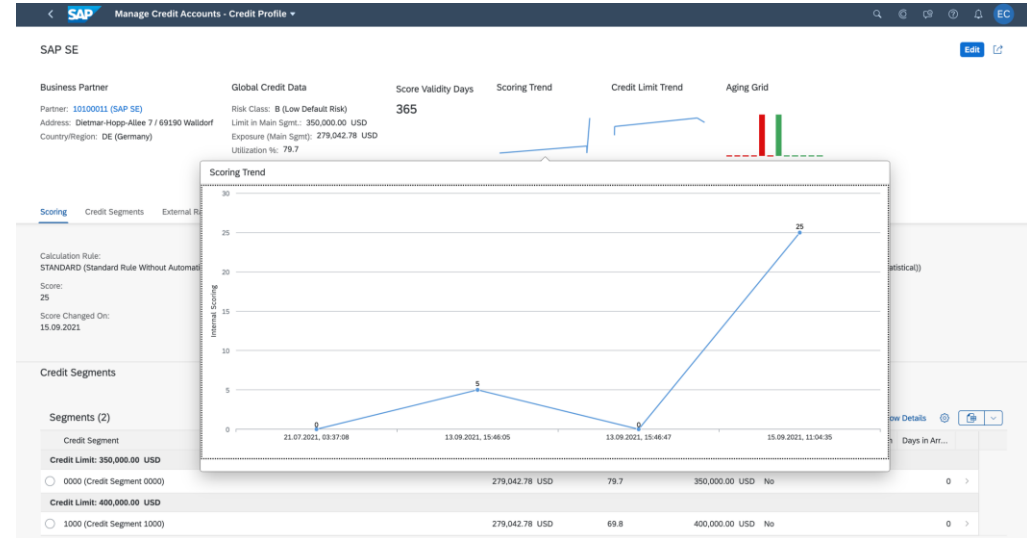 SAP Manage Credit Accounts - Credit Profile
EC
SAP SE
Edit
Business Partner
Partner: 10100011 (SAP SE)
Address: Dietmar-Hopp-Allee 7 / 69190 Walldorf
Country/Region: DE (Germany)
Global Credit Data
Risk Class: B (Low Default Risk)
Limit in Main Sgmt.: 350,000.00 USD
Exposure (Main Sgmt): 279,042.78 USD
Utilization %: 79.7
Score Validity Days
365
Scoring Trend
Credit Limit Trend
Aging Grid
Scoring Trend
30
25
20
15
10
5
0
Internal Scoring
0
5
0
25
21.07.2021, 03:37:08
13.09.2021, 15:46:05
13.09.2021, 15:46:47
15.09.2021, 11:04:35
Scoring Credit Segments External
Calculation Rule:
STANDARD (Standard Rule Without
atistical))
Score:
25
Score Changed On:
15.09.2021
Credit Segments
Segments (2)
Details
Credit Segment
Days in Arr...
Credit Limit: 350,000.00 USD
0000 (Credit Segment 0000) 279,042.78 USD 79.7 350,000.00 USD No 0
Credit Limit: 400,000.00 USD
1000 (Credit Segment 1000) 279,042.78 USD 69.8 400,000.00 USD No 0